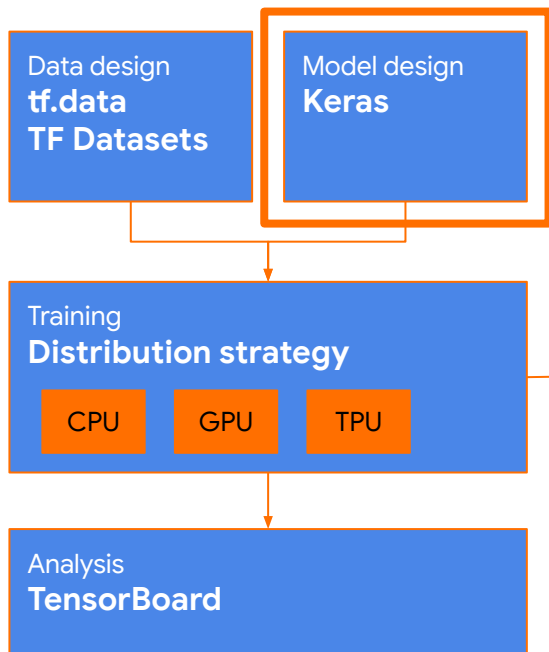 Data design
tf.data
TF Datasets
Model design
Keras
Training
Distribution strategy
CPU
GPU
TPU
Analysis
TensorBoard